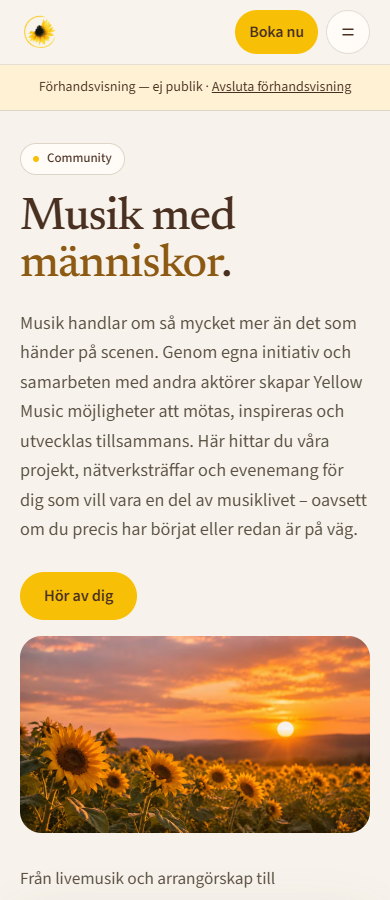 Boka nu
Förhandsvisning — ej publik · Avsluta förhandsvisning
Community
Musik med
människor.
Musik handlar om så mycket mer än det som
händer på scenen. Genom egna initiativ och
samarbeten med andra aktörer skapar Yellow
Music möjligheter att mötas, inspireras och
utvecklas tillsammans. Här hittar du våra
projekt, nätverksträffar och evenemang för
dig som vill vara en del av musiklivet – oavsett
om du precis har börjat eller redan är på väg.
Hör av dig
Från livemusik och arrangörskap till